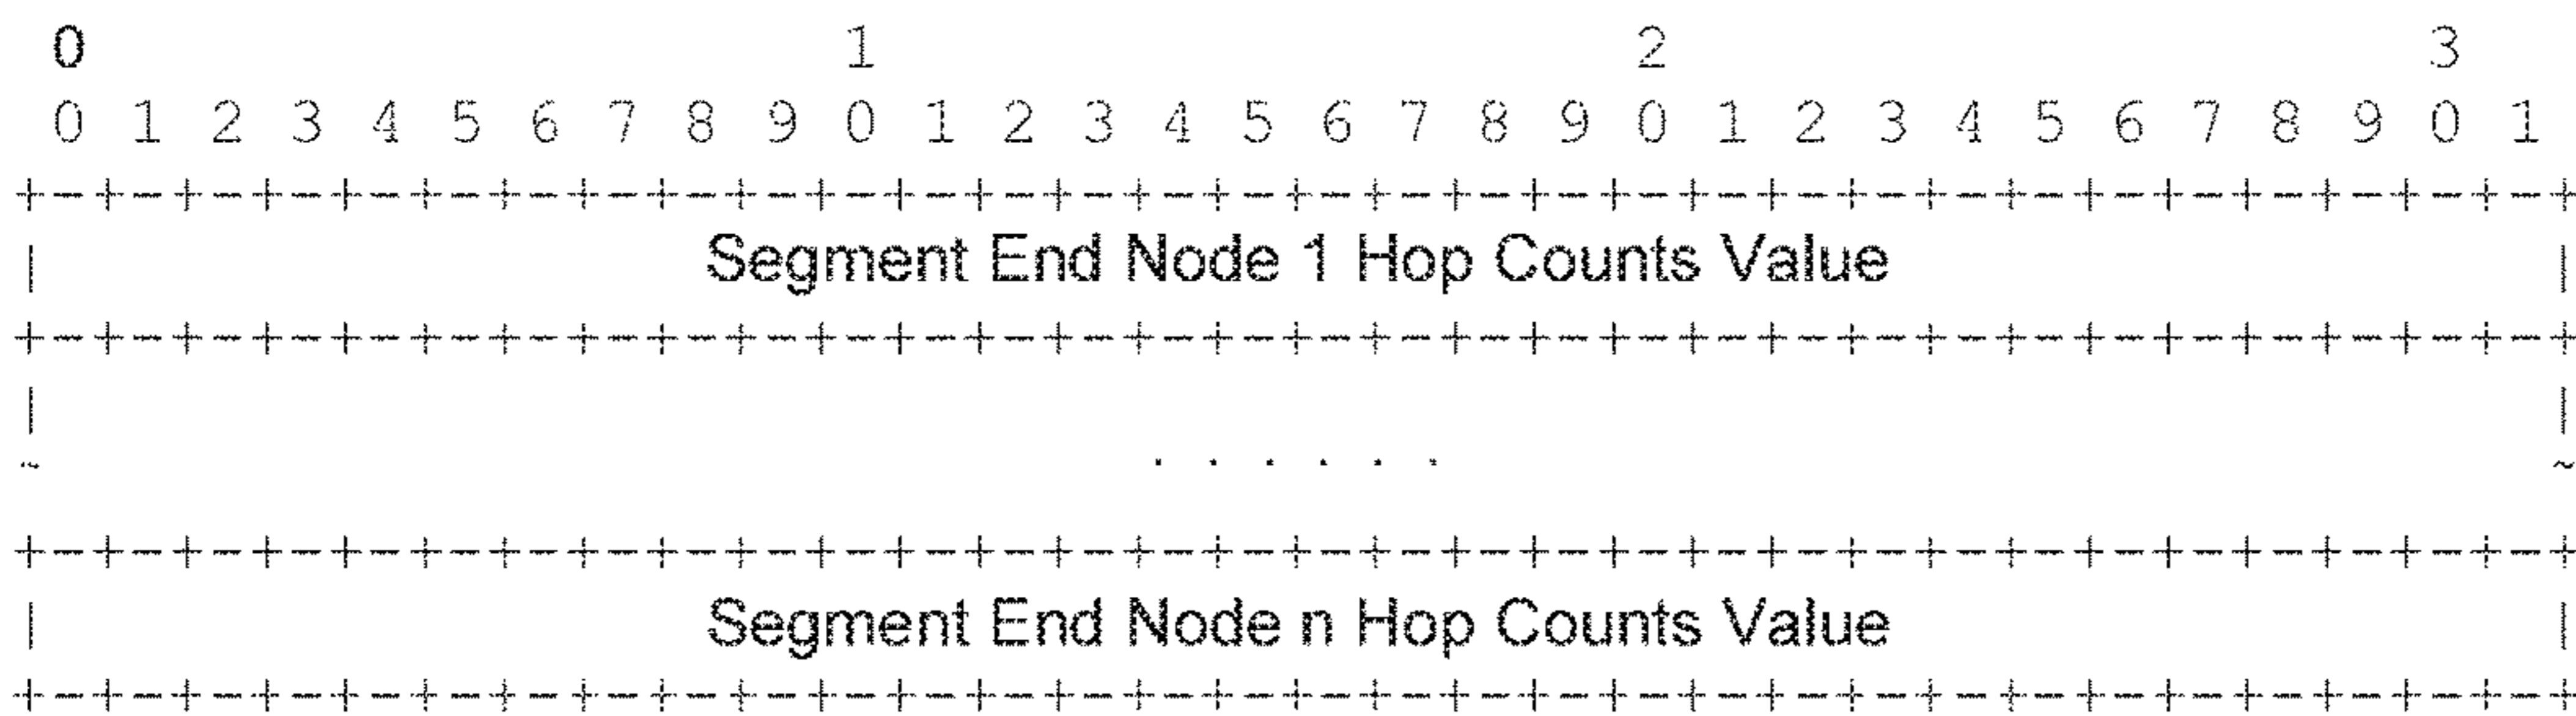 0                   1                   2                   3
0 1 2 3 4 5 6 7 8 9 0 1 2 3 4 5 6 7 8 9 0 1 2 3 4 5 6 7 8 9 0 1
+-+-+-+-+-+-+-+-+-+-+-+-+-+-+-+-+-+-+-+-+-+-+-+-+-+-+-+-+-+-+-+-+
| Segment End Node 1 Hop Counts Value |
+-+-+-+-+-+-+-+-+-+-+-+-+-+-+-+-+-+-+-+-+-+-+-+-+-+-+-+-+-+-+-+-+
| |
~ . . . . . . ~
+-+-+-+-+-+-+-+-+-+-+-+-+-+-+-+-+-+-+-+-+-+-+-+-+-+-+-+-+-+-+-+-+
| Segment End Node n Hop Counts Value |
+-+-+-+-+-+-+-+-+-+-+-+-+-+-+-+-+-+-+-+-+-+-+-+-+-+-+-+-+-+-+-+-+